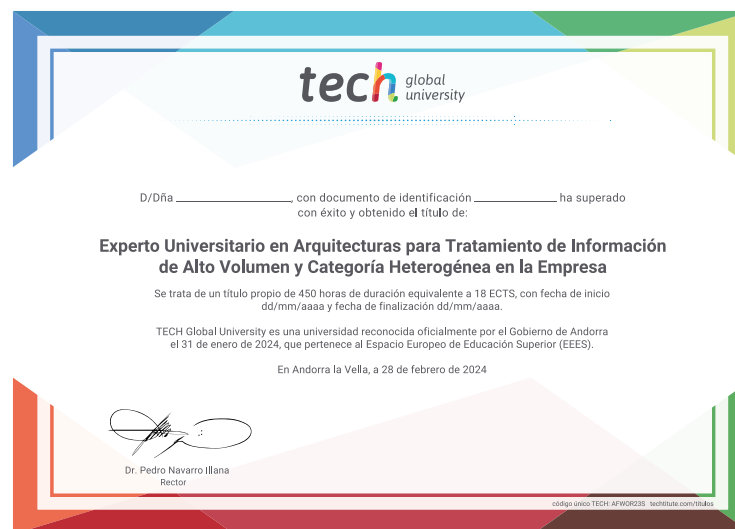 tech global
university
D/Dña ____________, con documento de identificación ____________ ha superado
con éxito y obtenido el título de:
Experto Universitario en Arquitecturas para Tratamiento de Información
de Alto Volumen y Categoría Heterogénea en la Empresa
Se trata de un título propio de 450 horas de duración equivalente a 18 ECTS, con fecha de inicio
dd/mm/aaaa y fecha de finalización dd/mm/aaaa.
TECH Global University es una universidad reconocida oficialmente por el Gobierno de Andorra
el 31 de enero de 2024, que pertenece al Espacio Europeo de Educación Superior (EEES).
En Andorra la Vella, a 28 de febrero de 2024
Dr. Pedro Navarro Illana
Rector
código único TECH: AFWOR23S techtitute.com/títulos